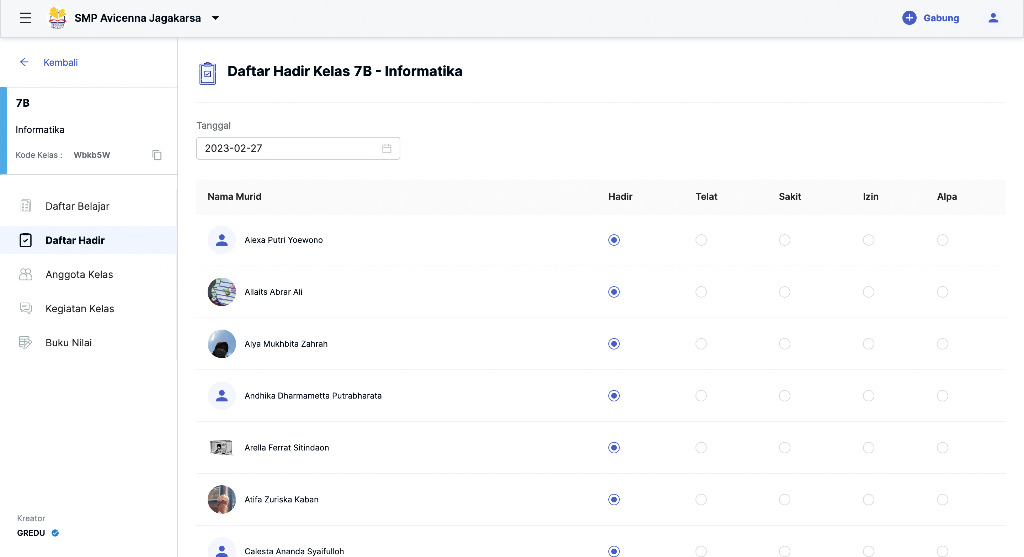 SMP Avicenna Jagakarsa
Gabung
Kembali
7B
Informatika
Kode Kelas : Wbkb5W
Daftar Belajar
Daftar Hadir
Anggota Kelas
Kegiatan Kelas
Buku Nilai
Kreator
GREDU
Daftar Hadir Kelas 7B - Informatika
Tanggal
2023-02-27
Nama Murid Hadir Telat Sakit Izin Alpa
Alexa Putri Yoewono
Allaits Abrar Ali
Alya Mukhbita Zahrah
Andhika Dharmametta Putrabharata
Arella Ferrat Sitindaon
Atifa Zuriska Kaban
Calesta Ananda Syaifulloh